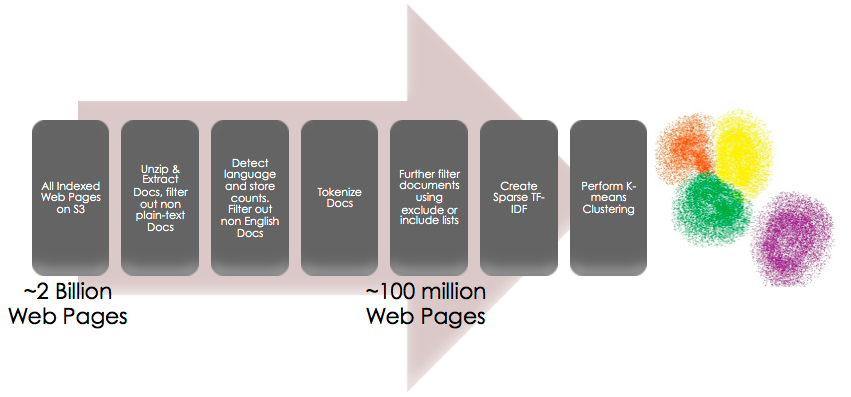 All Indexed
Web Pages
on S3
Unzip &
Extract
Docs, filter
out non
plain-text
Docs
Detect
language
and store
counts.
Filter out
non English
Docs
Tokenize
Docs
Further filter
documents
using
exclude or
include lists
Create
Sparse TF-
IDF
Perform K-
means
Clustering
~2 Billion
Web Pages
~100 million
Web Pages